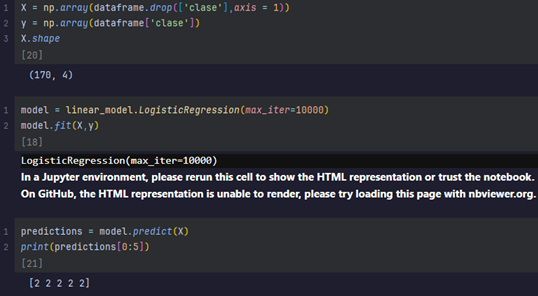 1 X = np.array(dataframe.drop(['clase'],axis = 1))
2 y = np.array(dataframe['clase'])
3 X.shape
[20]
(170, 4)
1 model = linear_model.LogisticRegression(max_iter=10000)
2 model.fit(X,y)
[18]
LogisticRegression(max_iter=10000)
In a Jupyter environment, please rerun this cell to show the HTML representation or trust the notebook.
On GitHub, the HTML representation is unable to render, please try loading this page with nbviewer.org.
1 predictions = model.predict(X)
2 print(predictions[0:5])
[21]
[2 2 2 2 2]